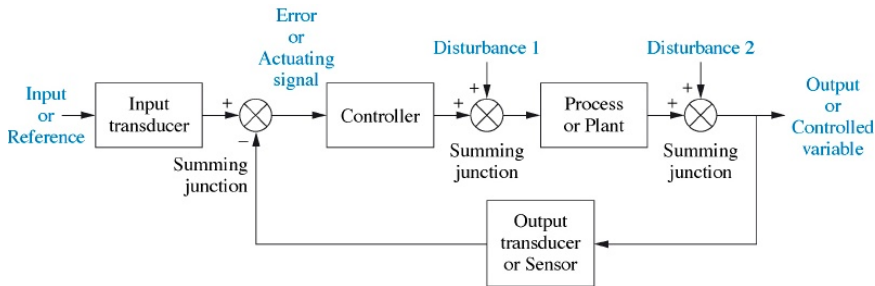 Error
or
Actuating
signal
Disturbance 1
Disturbance 2
Input
or
Reference
Input
transducer
+
−
Summing
junction
Controller
+
+
Summing
junction
Process
or Plant
+
+
Summing
junction
Output
or
Controlled
variable
Output
transducer
or Sensor